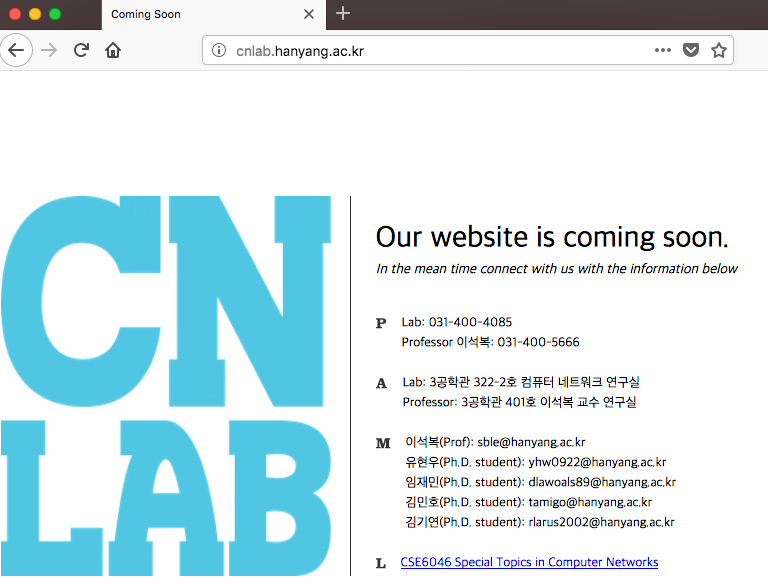 Coming Soon
cnlab.hanyang.ac.kr
CN
LAB
Our website is coming soon.
In the mean time connect with us with the information below
P Lab: 031-400-4085
Professor 이석복: 031-400-5666
A Lab: 3공학관 322-2호 컴퓨터 네트워크 연구실
Professor: 3공학관 401호 이석복 교수 연구실
M 이석복(Prof): sble@hanyang.ac.kr
유현우(Ph.D. student): yhw0922@hanyang.ac.kr
임재민(Ph.D. student): dlawoals89@hanyang.ac.kr
김민호(Ph.D. student): tamigo@hanyang.ac.kr
김기연(Ph.D. student): rlarus2002@hanyang.ac.kr
L CSE6046 Special Topics in Computer Networks